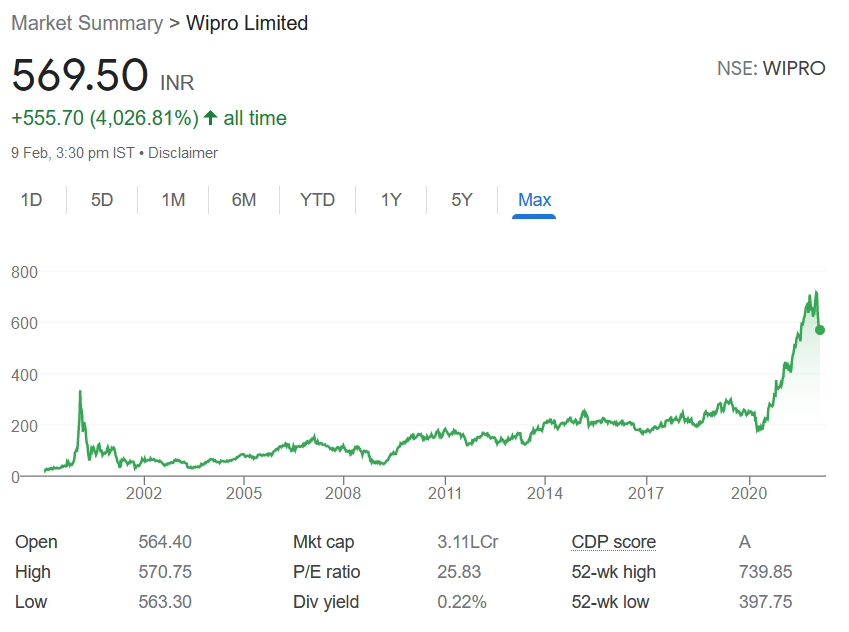 Market Summary > Wipro Limited
569.50 INR
NSE: WIPRO
+555.70 (4,026.81%) ↑ all time
9 Feb, 3:30 pm IST • Disclaimer
1D 5D 1M 6M YTD 1Y 5Y Max
800
600
400
200
0
2002 2005 2008 2011 2014 2017 2020
Open 564.40 Mkt cap 3.11LCr CDP score A
High 570.75 P/E ratio 25.83 52-wk high 739.85
Low 563.30 Div yield 0.22% 52-wk low 397.75